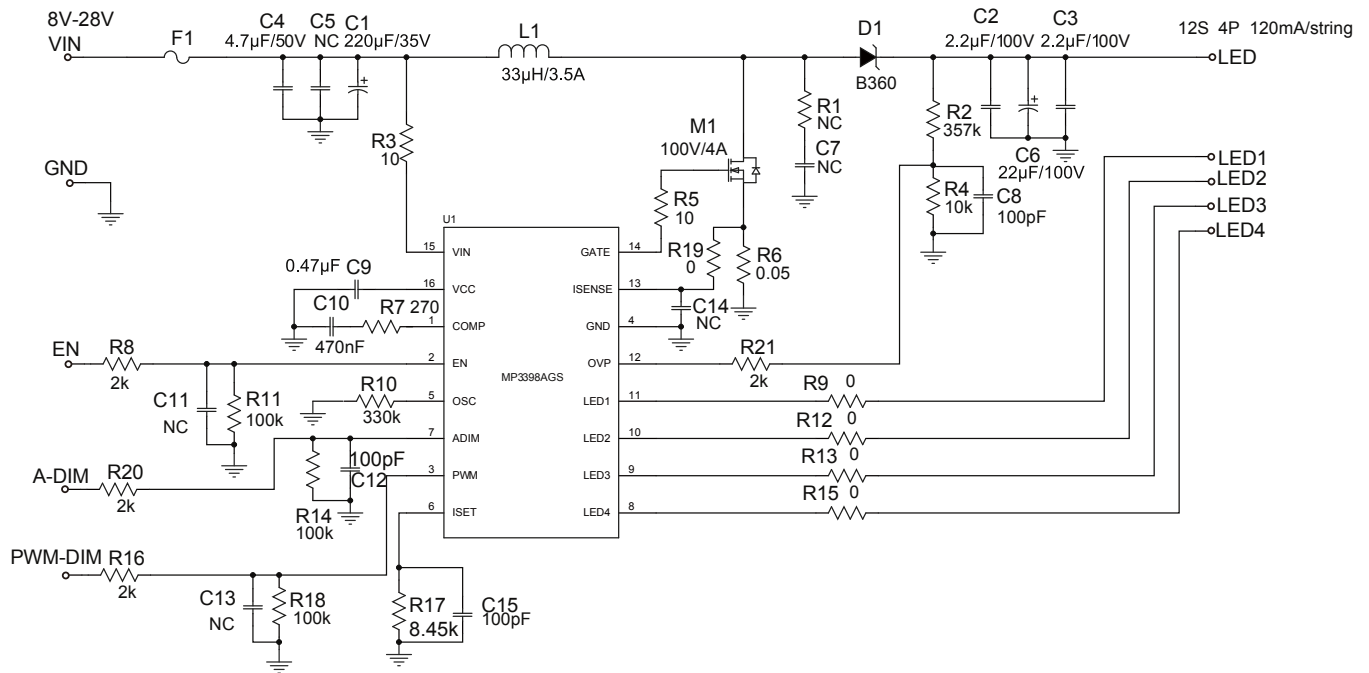 8V-28V
VIN
F1
C4
4.7µF/50V
C5
NC
C1
220µF/35V
L1
33µH/3.5A
D1
B360
C2
2.2µF/100V
C3
2.2µF/100V
12S 4P 120mA/string
LED
R3
10
M1
100V/4A
R1
NC
C7
NC
R2
357k
C6
22µF/100V
GND
LED1
LED2
LED3
LED4
R5
10
R4
10k
C8
100pF
U1
15
VIN
GATE
14
R19
0
R6
0.05
0.47µF
C9
16
VCC
ISENSE
13
C10
470nF
R7
270
1
COMP
GND
4
C14
NC
EN
R8
2k
2
EN
OVP
12
R21
2k
MP3398AGS
C11
NC
R11
100k
R10
330k
5
OSC
LED1
11
R9
0
7
ADIM
LED2
10
R12
0
A-DIM
R20
2k
100pF
C12
3
PWM
LED3
9
R13
0
R14
100k
6
ISET
LED4
8
R15
0
PWM-DIM
R16
2k
C13
NC
R18
100k
R17
8.45k
C15
100pF